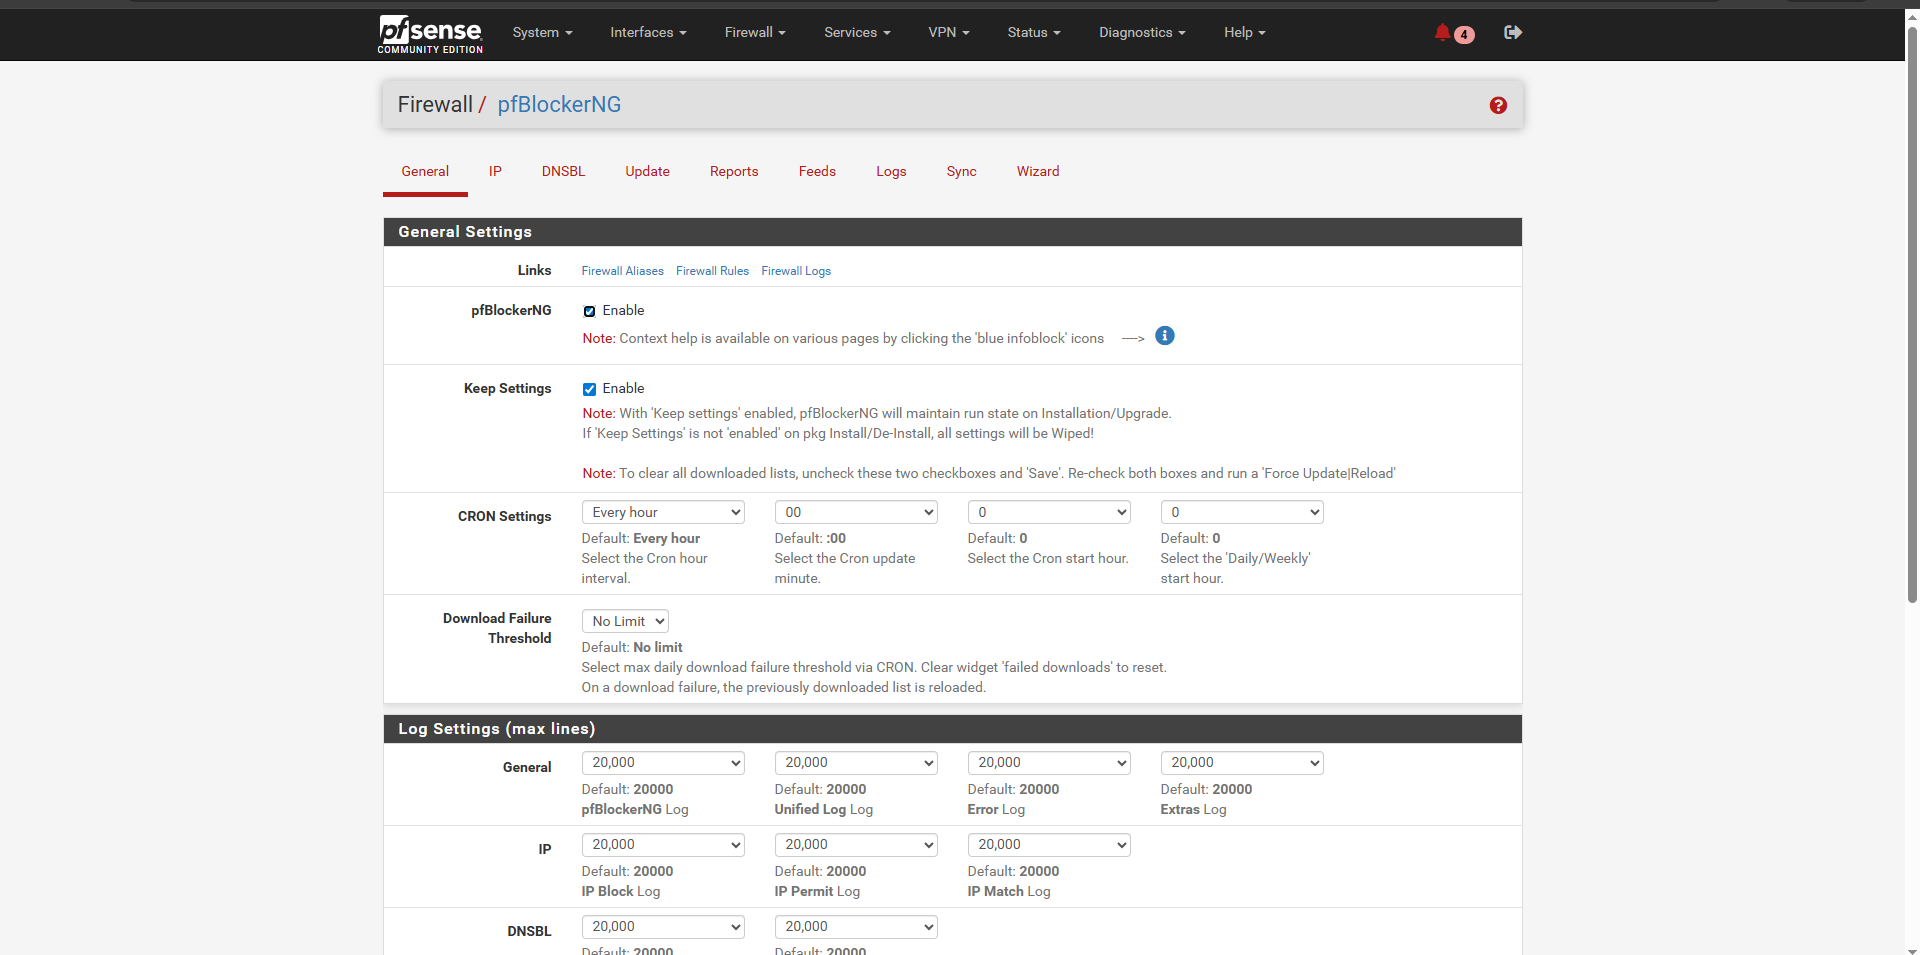 pfsense System Interfaces Firewall Services VPN Status Diagnostics Help 4
COMMUNITY EDITION
Firewall / pfBlockerNG
General IP DNSBL Update Reports Feeds Logs Sync Wizard
General Settings
Links Firewall Aliases Firewall Rules Firewall Logs
pfBlockerNG Enable
Note: Context help is available on various pages by clicking the 'blue infoblock' icons ---->
Keep Settings Enable
Note: With 'Keep settings' enabled, pfBlockerNG will maintain run state on Installation/Upgrade.
If 'Keep Settings' is not 'enabled' on pkg Install/De-Install, all settings will be Wiped!
Note: To clear all downloaded lists, uncheck these two checkboxes and 'Save'. Re-check both boxes and run a 'Force Update|Reload'
CRON Settings Every hour 00 0 0
Default: Every hour Default: :00 Default: 0 Default: 0
Select the Cron hour Select the Cron update Select the Cron start hour. Select the 'Daily/Weekly'
interval. minute. start hour.
Download Failure No Limit
Threshold
Default: No limit
Select max daily download failure threshold via CRON. Clear widget 'failed downloads' to reset.
On a download failure, the previously downloaded list is reloaded.
Log Settings (max lines)
General 20,000 20,000 20,000 20,000
Default: 20000 Default: 20000 Default: 20000 Default: 20000
pfBlockerNG Log Unified Log Log Error Log Extras Log
IP 20,000 20,000 20,000
Default: 20000 Default: 20000 Default: 20000
IP Block Log IP Permit Log IP Match Log
DNSBL 20,000 20,000
Default: 20000 Default: 20000